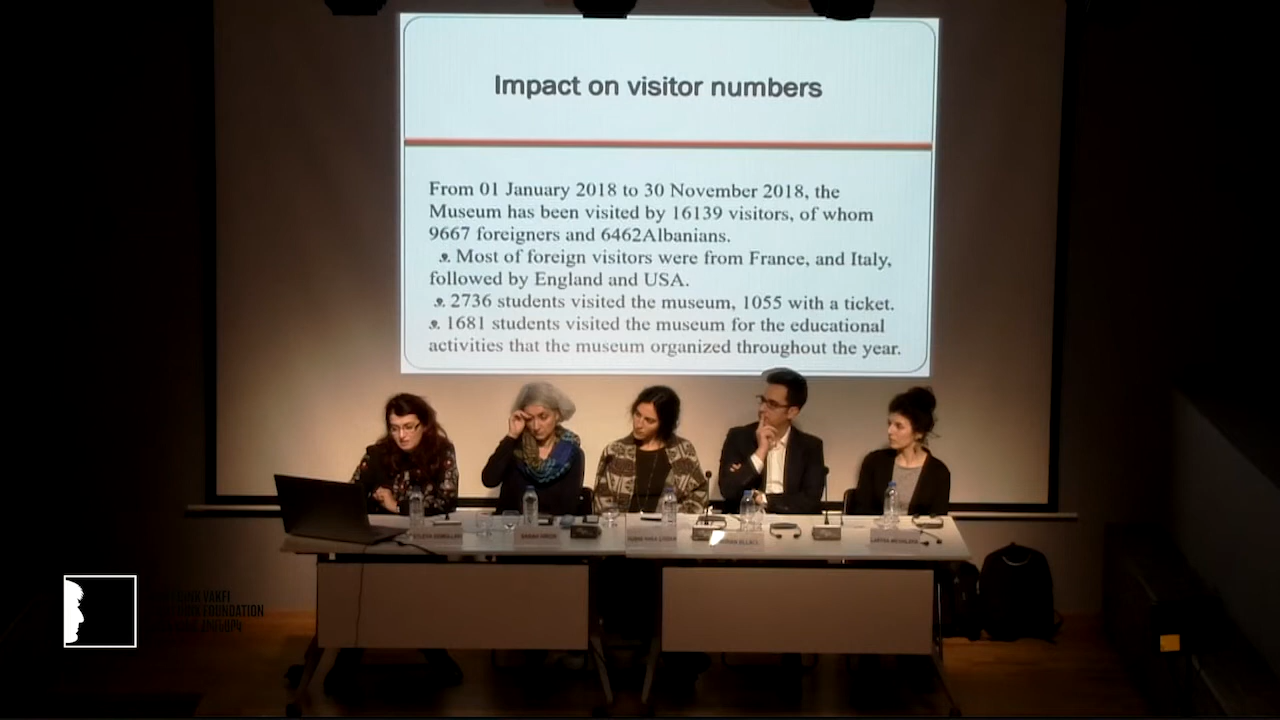 Impact on visitor numbers
From 01 January 2018 to 30 November 2018, the
Museum has been visited by 16139 visitors, of whom
9667 foreigners and 6462Albanians.
Most of foreign visitors were from France, and Italy,
followed by England and USA.
2736 students visited the museum, 1055 with a ticket.
1681 students visited the museum for the educational
activities that the museum organized throughout the year.
VAKFI
FOUNDATION